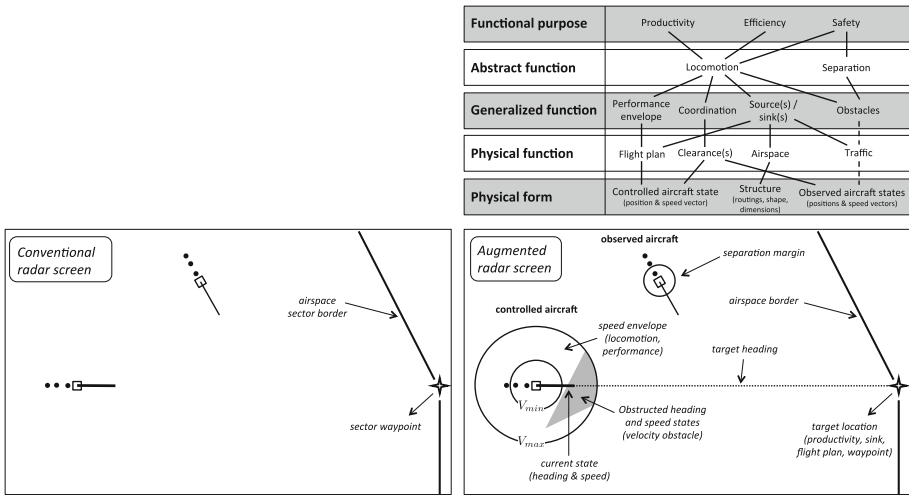 Functional purpose
Productivity
Efficiency
Safety
Abstract function
Locomotion
Separation
Generalized function
Performance
envelope
Coordination
Source(s) /
sink(s)
Obstacles
Physical function
Flight plan
Clearance(s)
Airspace
Traffic
Physical form
Controlled aircraft state
(position & speed vector)
Structure
(routings, shape,
dimensions)
Observed aircraft states
(positions & speed vectors)
Conventional
radar screen
airspace
sector border
sector waypoint
Augmented
radar screen
observed aircraft
separation margin
controlled aircraft
airspace border
speed envelope
(locomotion,
performance)
target heading
Vmin
Vmax
Obstructed heading
and speed states
(velocity obstacle)
current state
(heading & speed)
target location
(productivity, sink,
flight plan, waypoint)